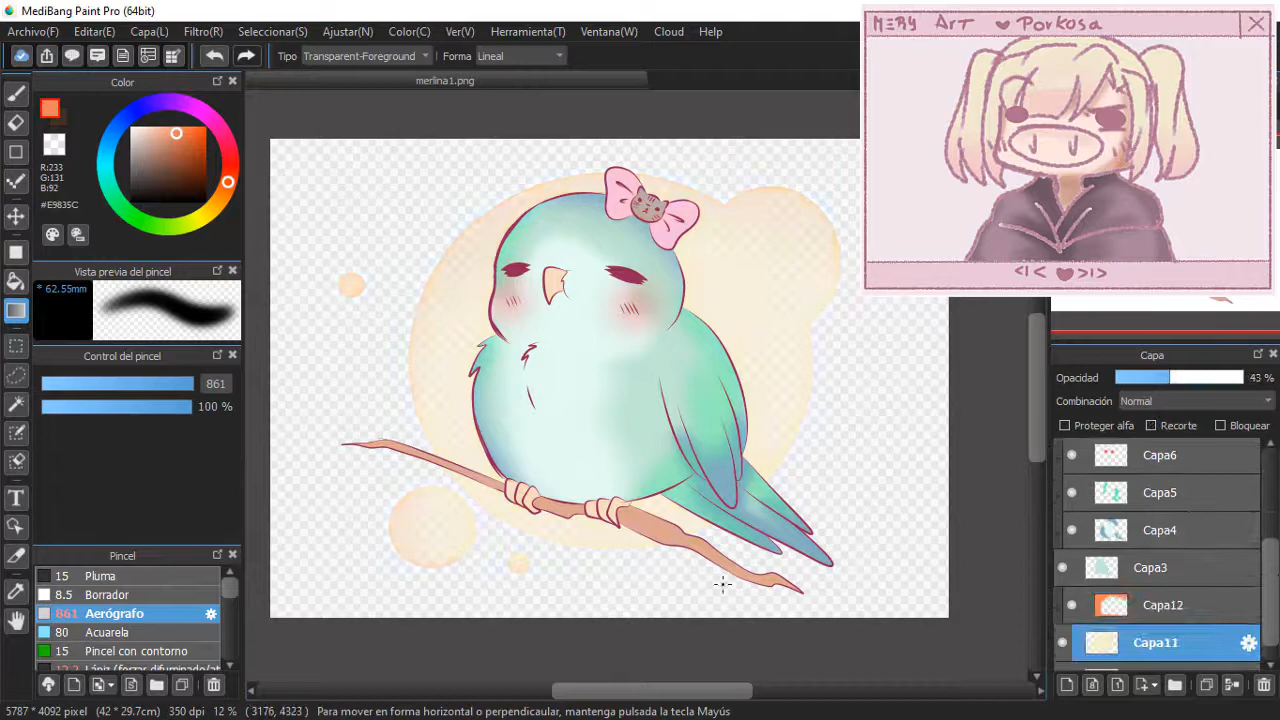 MediBang Paint Pro (64bit)
Archivo(F) Editar(E) Capa(L) Filtro(R) Seleccionar(S) Ajustar(N) Color(C) Ver(V) Herramienta(T) Ventana(W) Cloud Help
Tipo Transparent-Foreground Forma Lineal
MERY ART ♥ Porkosa
Color
merlina1.png
R:233
G:131
B:92
#E9835C
Vista previa del pincel
* 62.55mm
Control del pincel
861
100 %
Capa
Opacidad 43 %
Combinación Normal
Proteger alfa Recorte Bloquear
Capa6
Capa5
Capa4
Capa3
Capa12
Capa11
Pincel
15 Pluma
8.5 Borrador
861 Aerógrafo
80 Acuarela
15 Pincel con contorno
5787 * 4092 pixel (42 * 29.7cm) 350 dpi 12 % ( 3176, 4323 ) Para mover en forma horizontal o perpendicaular, mantenga pulsada la tecla Mayús